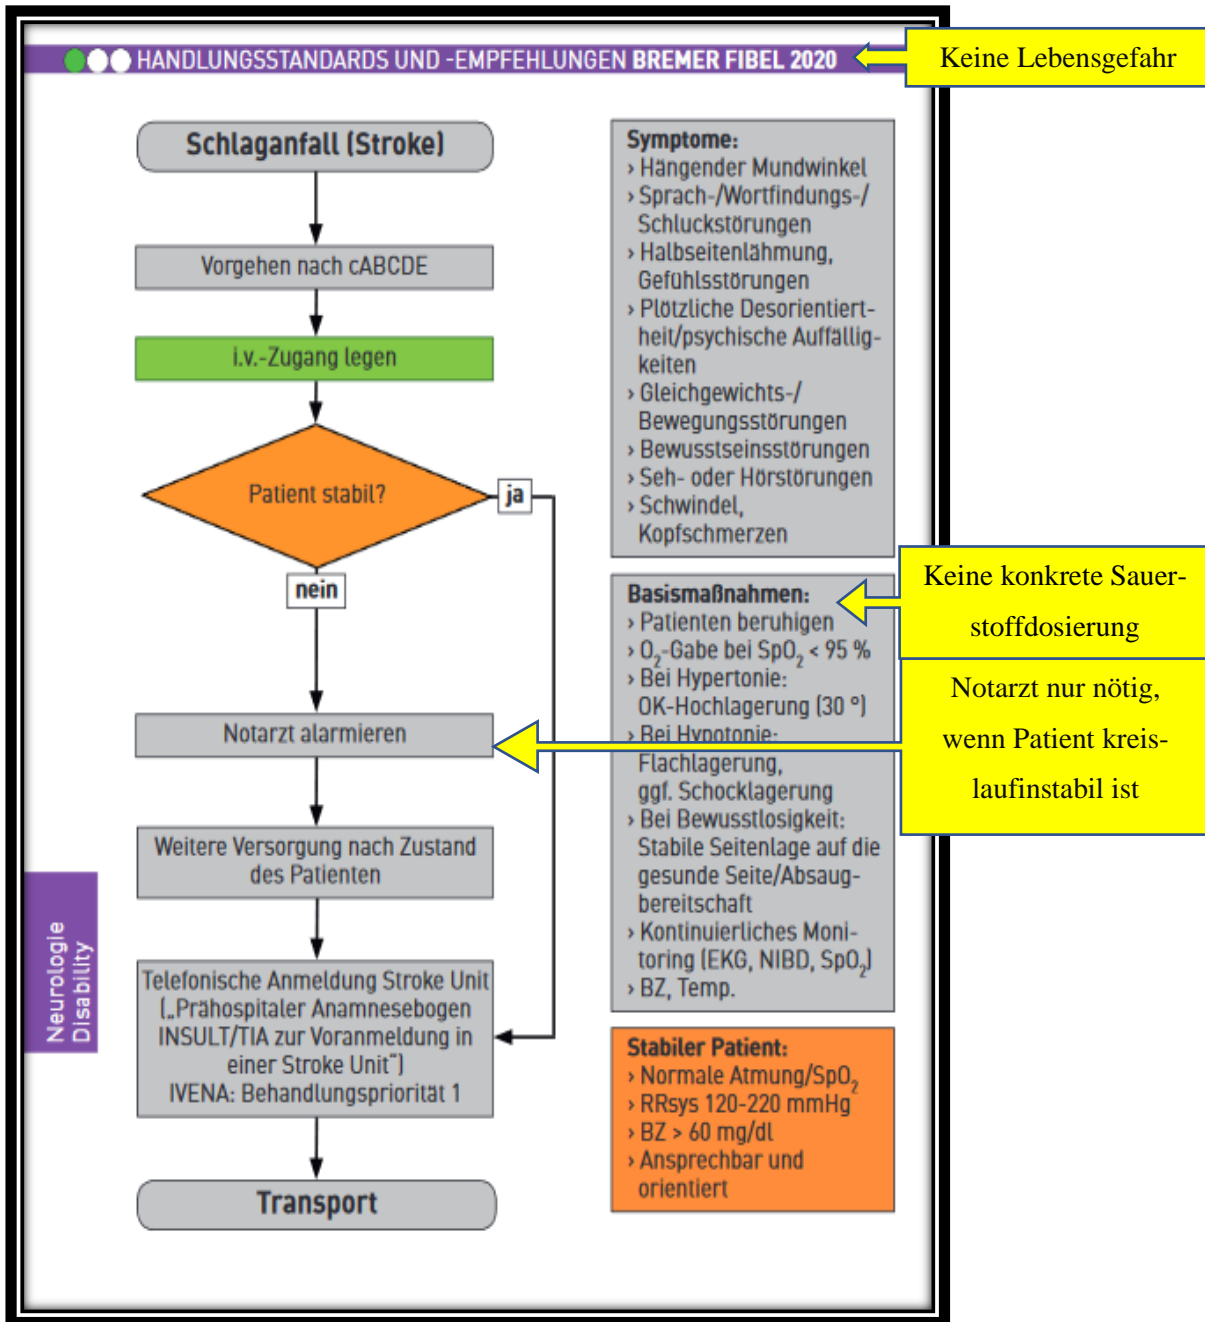 HANDLUNGSSTANDARDS UND -EMPFEHLUNGEN BREMER FIBEL 2020
Keine Lebensgefahr
Schlaganfall (Stroke)
Vorgehen nach cABCDE
i.v.-Zugang legen
Patient stabil?
ja
nein
Notarzt alarmieren
Weitere Versorgung nach Zustand
des Patienten
Telefonische Anmeldung Stroke Unit
(„Prähospitaler Anamnesebogen
INSULT/TIA zur Voranmeldung in
einer Stroke Unit“)
IVENA: Behandlungspriorität 1
Transport
Neurologie
Disability
Symptome:
› Hängender Mundwinkel
› Sprach-/Wortfindungs-/
Schluckstörungen
› Halbseitenlähmung,
Gefühlsstörungen
› Plötzliche Desorientiert-
heit/psychische Auffällig-
keiten
› Gleichgewichts-/
Bewegungsstörungen
› Bewusstseinsstörungen
› Seh- oder Hörstörungen
› Schwindel,
Kopfschmerzen
Basismaßnahmen:
› Patienten beruhigen
› O₂-Gabe bei SpO₂ < 95 %
› Bei Hypertonie:
OK-Hochlagerung (30 °)
› Bei Hypotonie:
Flachlagerung,
ggf. Schocklagerung
› Bei Bewusstlosigkeit:
Stabile Seitenlage auf die
gesunde Seite/Absaug-
bereitschaft
› Kontinuierliches Moni-
toring (EKG, NIBD, SpO₂)
› BZ, Temp.
Stabiler Patient:
› Normale Atmung/SpO₂
› RRsys 120-220 mmHg
› BZ > 60 mg/dl
› Ansprechbar und
orientiert
Keine konkrete Sauer-
stoffdosierung
Notarzt nur nötig,
wenn Patient kreis-
laufinstabil ist